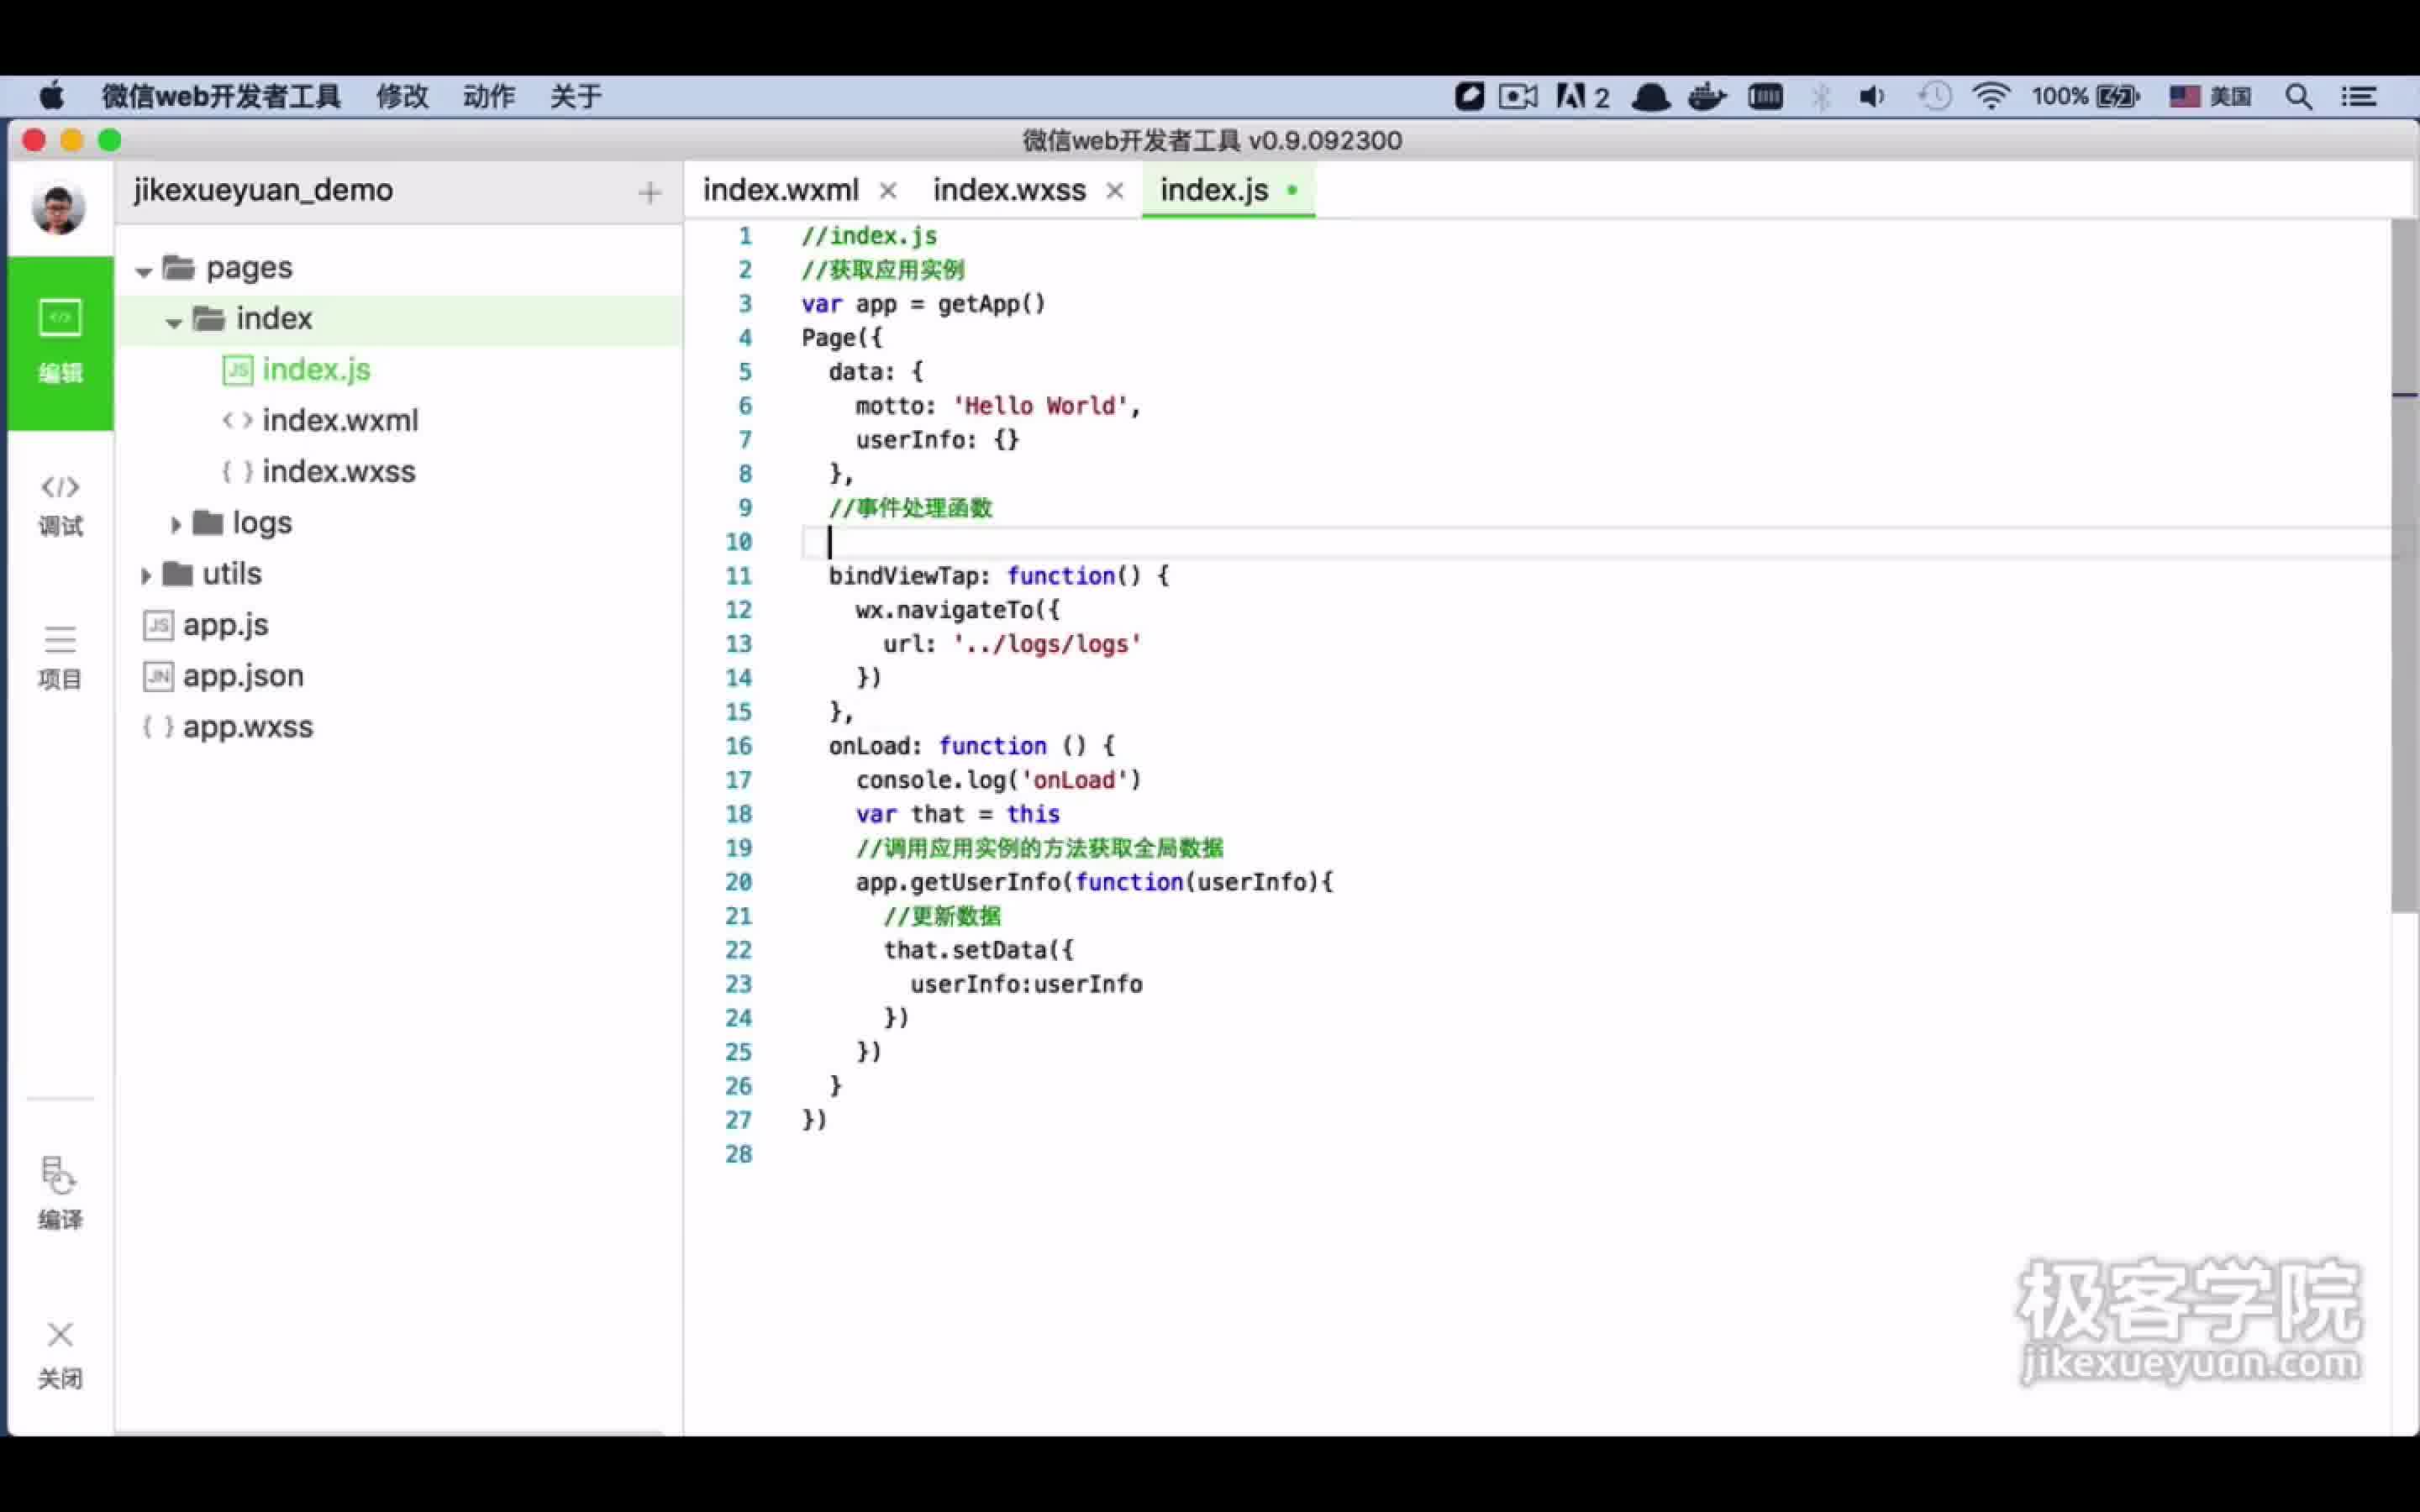 微信web开发者工具 修改 动作 关于 2 100% 美国
微信web开发者工具 v0.9.092300
jikexueyuan_demo
index.wxml
index.wxss
index.js
编辑
调试
项目
编译
关闭
pages
index
JS index.js
index.wxml
index.wxss
logs
utils
JS app.js
JN app.json
app.wxss
1 //index.js
2 //获取应用实例
3 var app = getApp()
4 Page({
5   data: {
6     motto: 'Hello World',
7     userInfo: {}
8   },
9   //事件处理函数
10
11   bindViewTap: function() {
12     wx.navigateTo({
13       url: '../logs/logs'
14     })
15   },
16   onLoad: function () {
17     console.log('onLoad')
18     var that = this
19     //调用应用实例的方法获取全局数据
20     app.getUserInfo(function(userInfo){
21       //更新数据
22       that.setData({
23         userInfo:userInfo
24       })
25     })
26   }
27 })
28
极客学院
jikexueyuan.com